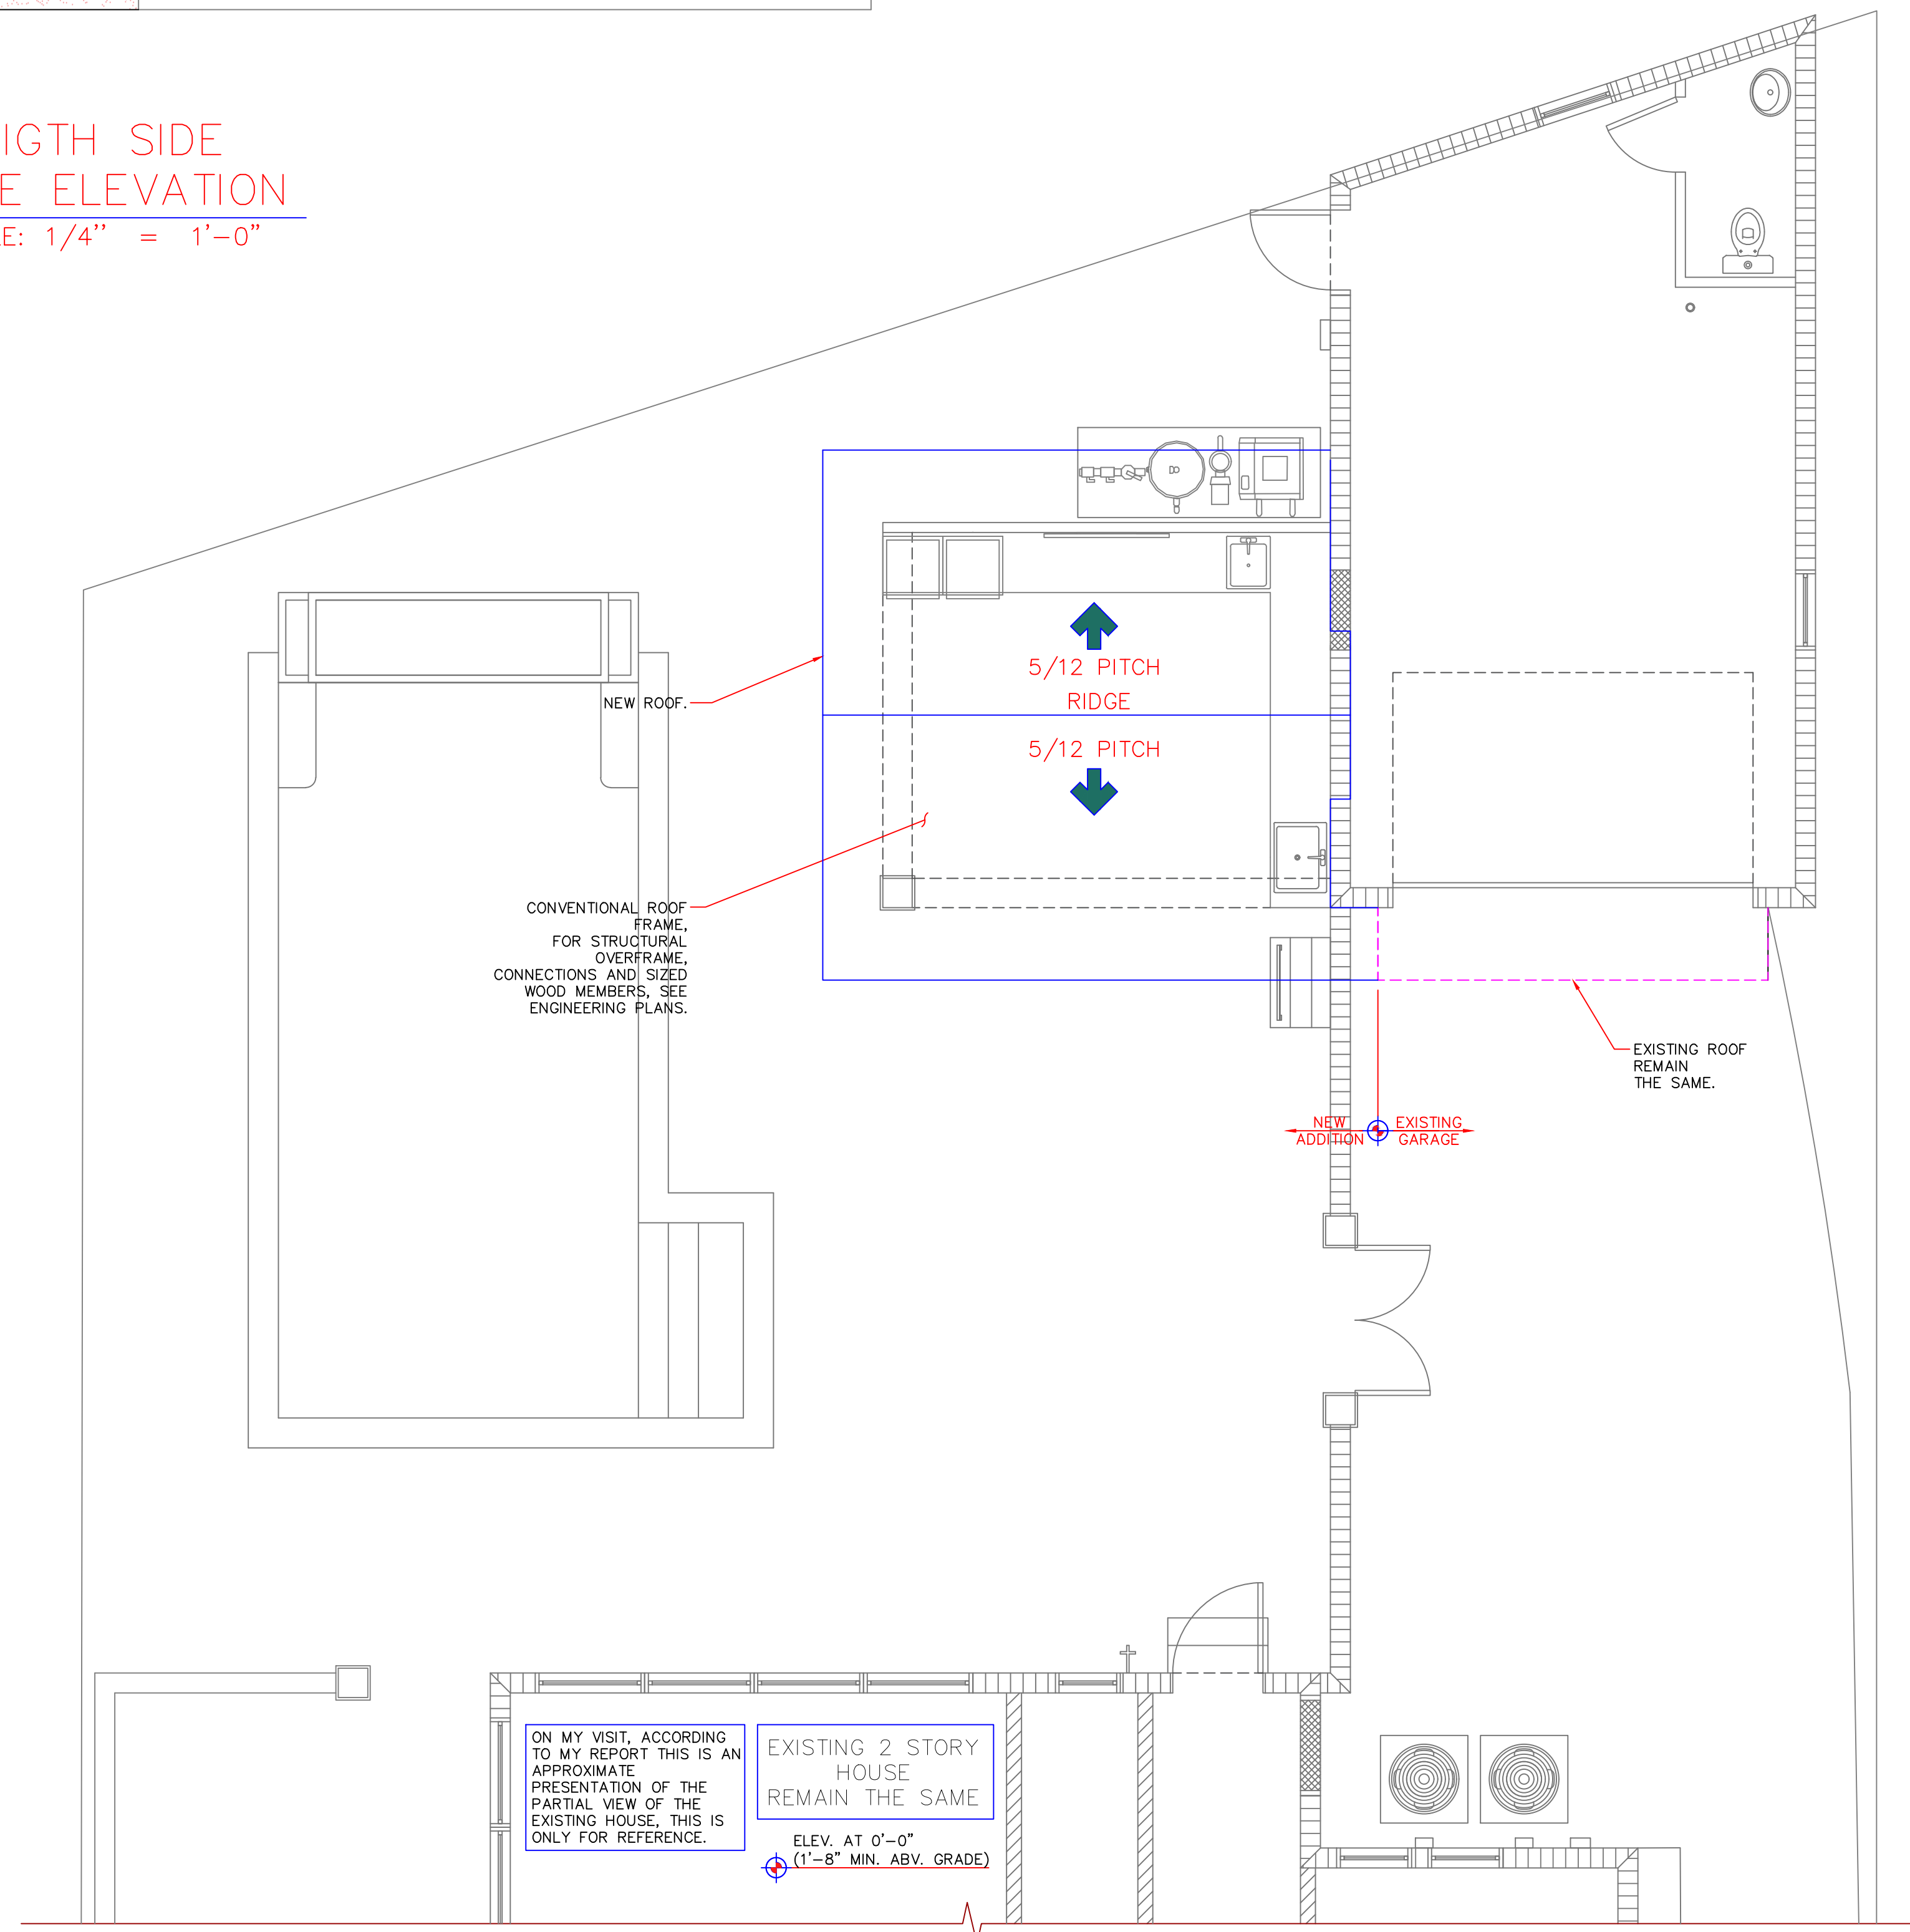 IGTH SIDE
E ELEVATION
E: 1/4" = 1'-0"
5/12 PITCH
RIDGE
5/12 PITCH
NEW ROOF.
CONVENTIONAL ROOF
FRAME,
FOR STRUCTURAL
OVERFRAME,
CONNECTIONS AND SIZED
WOOD MEMBERS, SEE
ENGINEERING PLANS.
EXISTING ROOF
REMAIN
THE SAME.
NEW
ADDITION
EXISTING
GARAGE
ON MY VISIT, ACCORDING
TO MY REPORT THIS IS AN
APPROXIMATE
PRESENTATION OF THE
PARTIAL VIEW OF THE
EXISTING HOUSE, THIS IS
ONLY FOR REFERENCE.
EXISTING 2 STORY
HOUSE
REMAIN THE SAME
ELEV. AT 0'-0"
(1'-8" MIN. ABV. GRADE)